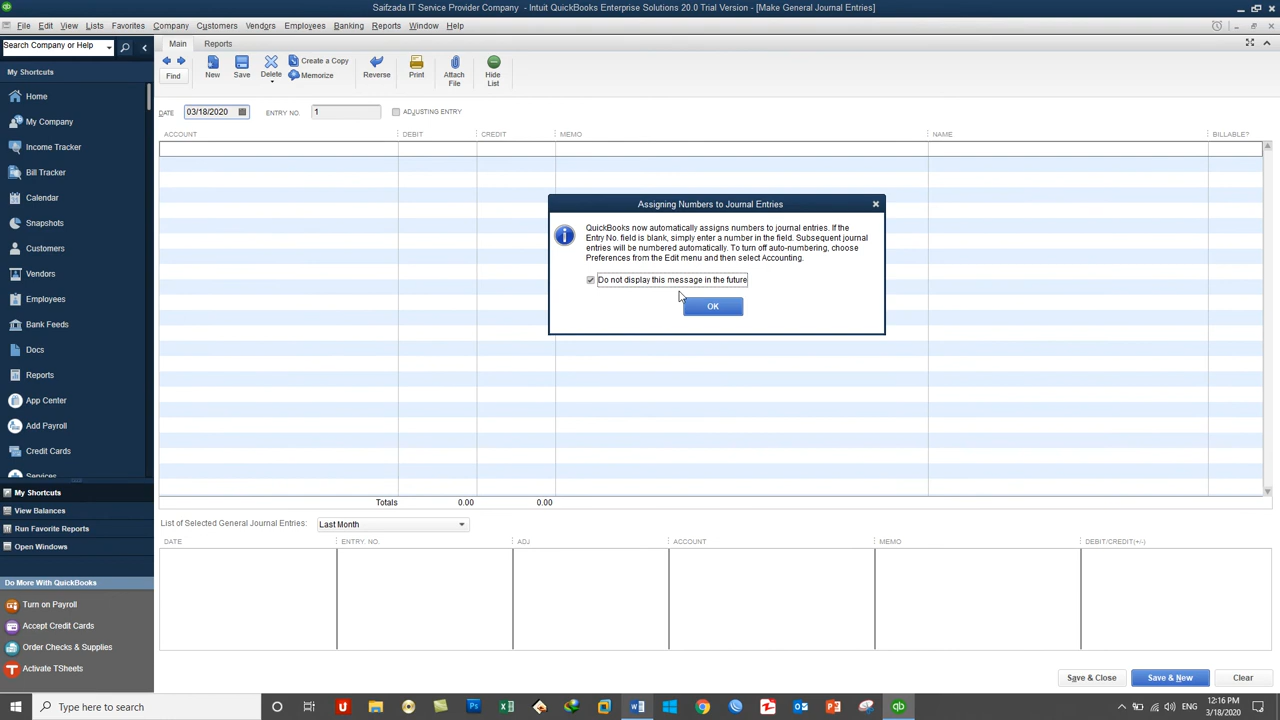 Saifzada IT Service Provider Company - Intuit QuickBooks Enterprise Solutions 20.0 Trial Version - [Make General Journal Entries]
File Edit View Lists Favorites Company Customers Vendors Employees Banking Reports Window Help
Search Company or Help
Main Reports
My Shortcuts
Find
New
Save
Delete
Create a Copy
Memorize
Reverse
Print
Attach
File
Hide
List
Home
My Company
Income Tracker
Bill Tracker
Calendar
Snapshots
Customers
Vendors
Employees
Bank Feeds
Docs
Reports
App Center
Add Payroll
Credit Cards
Services
My Shortcuts
View Balances
Run Favorite Reports
Open Windows
Do More With QuickBooks
Turn on Payroll
Accept Credit Cards
Order Checks & Supplies
Activate TSheets
DATE 03/18/2020 ENTRY NO. 1 ADJUSTING ENTRY
ACCOUNT DEBIT CREDIT MEMO NAME BILLABLE?
Assigning Numbers to Journal Entries
QuickBooks now automatically assigns numbers to journal entries. If the
Entry No. field is blank, simply enter a number in the field. Subsequent journal
entries will be numbered automatically. To turn off auto-numbering, choose
Preferences from the Edit menu and then select Accounting.
Do not display this message in the future
OK
Totals 0.00 0.00
List of Selected General Journal Entries: Last Month
DATE ENTRY. NO. ADJ ACCOUNT MEMO DEBIT/CREDIT(+/-)
Save & Close Save & New Clear
Type here to search
12:16 PM
3/18/2020